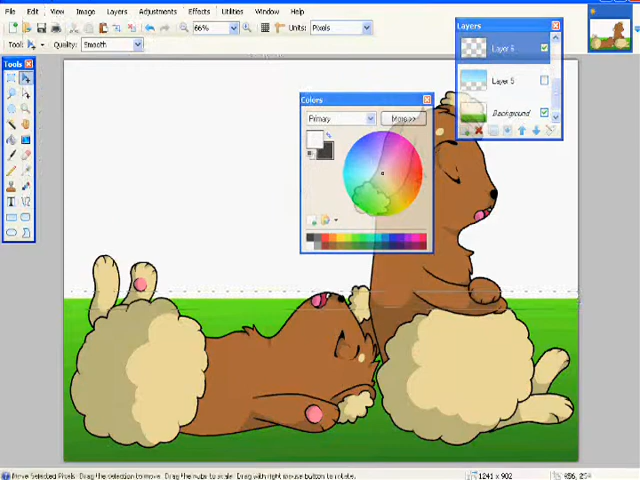 File Edit View Image Layers Adjustments Effects Utilities Window Help
66% Units: Pixels
Tool: Quality: Smooth
Layers
Layer 6
Layer 5
Background
Tools
Colors
Primary More >>
Move Selected Pixels. Drag the selection to move. Drag the nubs to scale. Drag with right mouse button to rotate.
1241 x 902